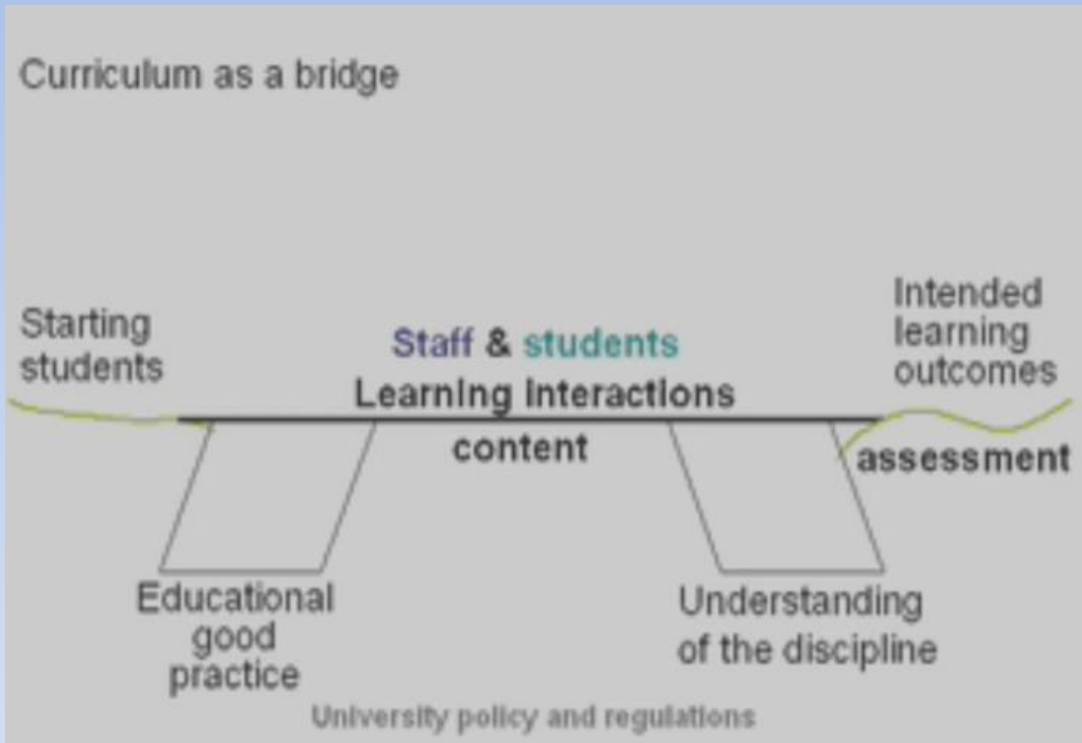 Curriculum as a bridge
Starting
students
Staff & students
Learning interactions
content
Intended
learning
outcomes
assessment
Educational
good
practice
Understanding
of the discipline
University policy and regulations